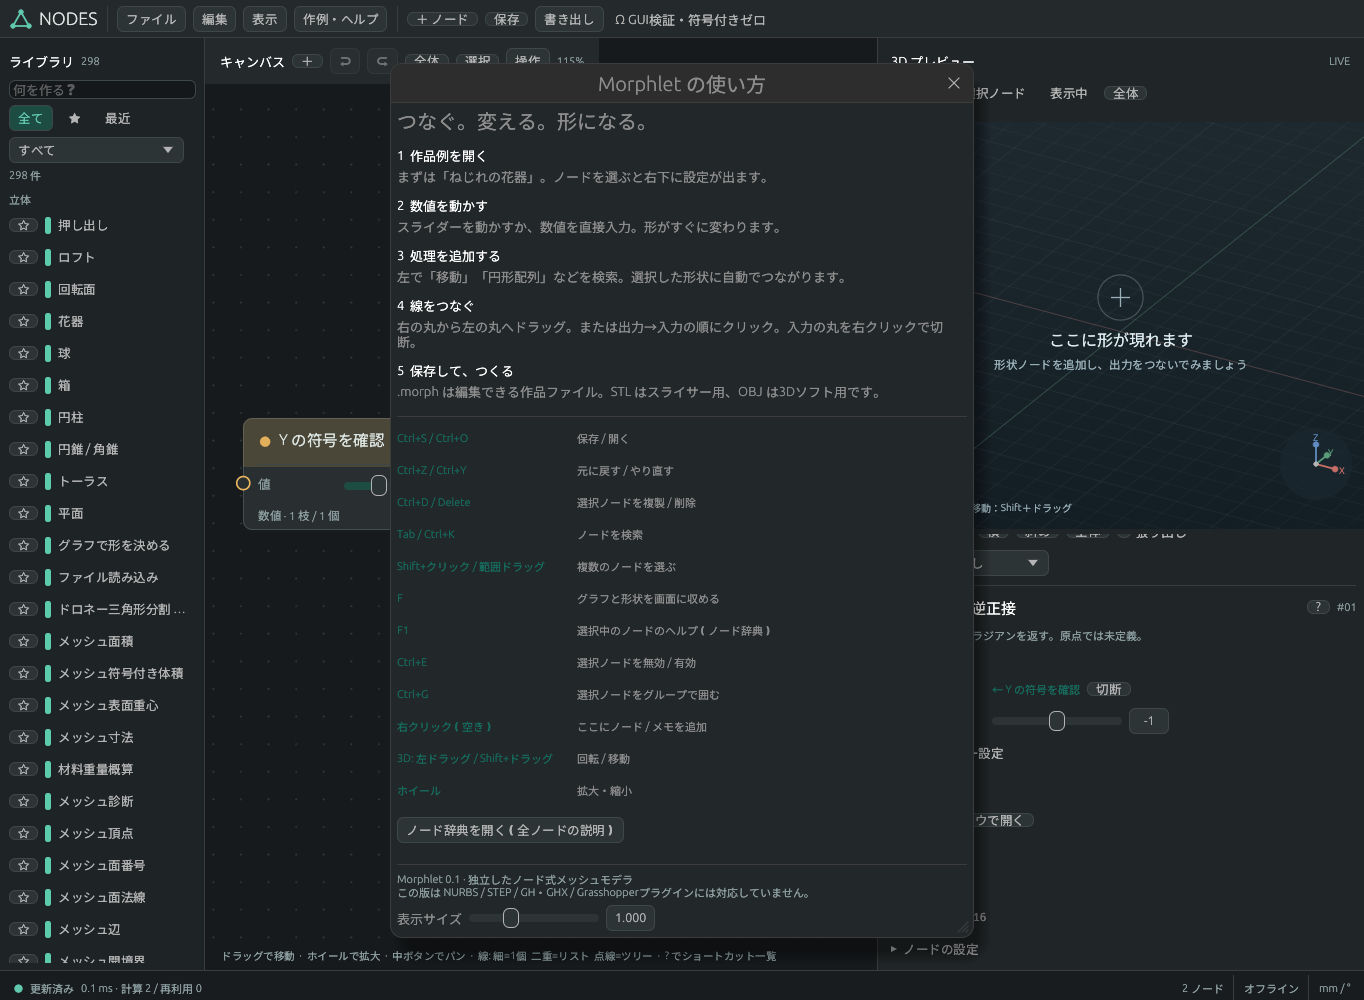 NODES
ファイル 編集 表示 作例・ヘルプ ＋ノード 保存 書き出し Ω GUI検証・符号付きゼロ
ライブラリ 298
何を作る?
全て ★ 最近
すべて
298 件
立体
押し出し
ロフト
回転面
花器
球
箱
円柱
円錐 / 角錐
トーラス
平面
グラフで形を決める
ファイル読み込み
ドロネー三角形分割 ...
メッシュ面積
メッシュ符号付き体積
メッシュ表面重心
メッシュ寸法
材料重量概算
メッシュ診断
メッシュ頂点
メッシュ面番号
メッシュ面法線
メッシュ辺
メッシュ開境界
キャンバス ＋ 全体 選択 操作 115%
Y の符号を確認
値
数値 · 1 枝 / 1 個
Morphlet の使い方
つなぐ。変える。形になる。
1 作品例を開く
まずは「ねじれの花器」。ノードを選ぶと右下に設定が出ます。
2 数値を動かす
スライダーを動かすか、数値を直接入力。形がすぐに変わります。
3 処理を追加する
左で「移動」「円形配列」などを検索。選択した形状に自動でつながります。
4 線をつなぐ
右の丸から左の丸へドラッグ。または出力→入力の順にクリック。入力の丸を右クリックで切
断。
5 保存して、つくる
.morph は編集できる作品ファイル。STL はスライサー用、OBJ は3Dソフト用です。
Ctrl+S / Ctrl+O 保存 / 開く
Ctrl+Z / Ctrl+Y 元に戻す / やり直す
Ctrl+D / Delete 選択ノードを複製 / 削除
Tab / Ctrl+K ノードを検索
Shift+クリック / 範囲ドラッグ 複数のノードを選ぶ
F グラフと形状を画面に収める
F1 選択中のノードのヘルプ ( ノード辞典 )
Ctrl+E 選択ノードを無効 / 有効
Ctrl+G 選択ノードをグループで囲む
右クリック ( 空き ) ここにノード / メモを追加
3D: 左ドラッグ / Shift+ドラッグ 回転 / 移動
ホイール 拡大・縮小
ノード辞典を開く ( 全ノードの説明 )
Morphlet 0.1 · 独立したノード式メッシュモデラ
この版は NURBS / STEP / GH・GHX / Grasshopperプラグインには対応していません。
表示サイズ 1.000
ドラッグで移動 · ホイールで拡大 · 中ボタンでパン · 線: 細=1個 二重=リスト 点線=ツリー · ? でショートカット一覧
3D プレビュー LIVE
択ノード 表示中 全体
ここに形が現れます
形状ノードを追加し、出力をつないでみましょう
Z
Y
X
移動：Shift＋ドラッグ
し
逆正接 ? #01
ラジアンを返す。原点では未定義。
←Y の符号を確認 切断
-1
設定
ウで開く
16
▸ ノードの設定
更新済み 0.1 ms · 計算 2 / 再利用 0
2 ノード オフライン mm / °